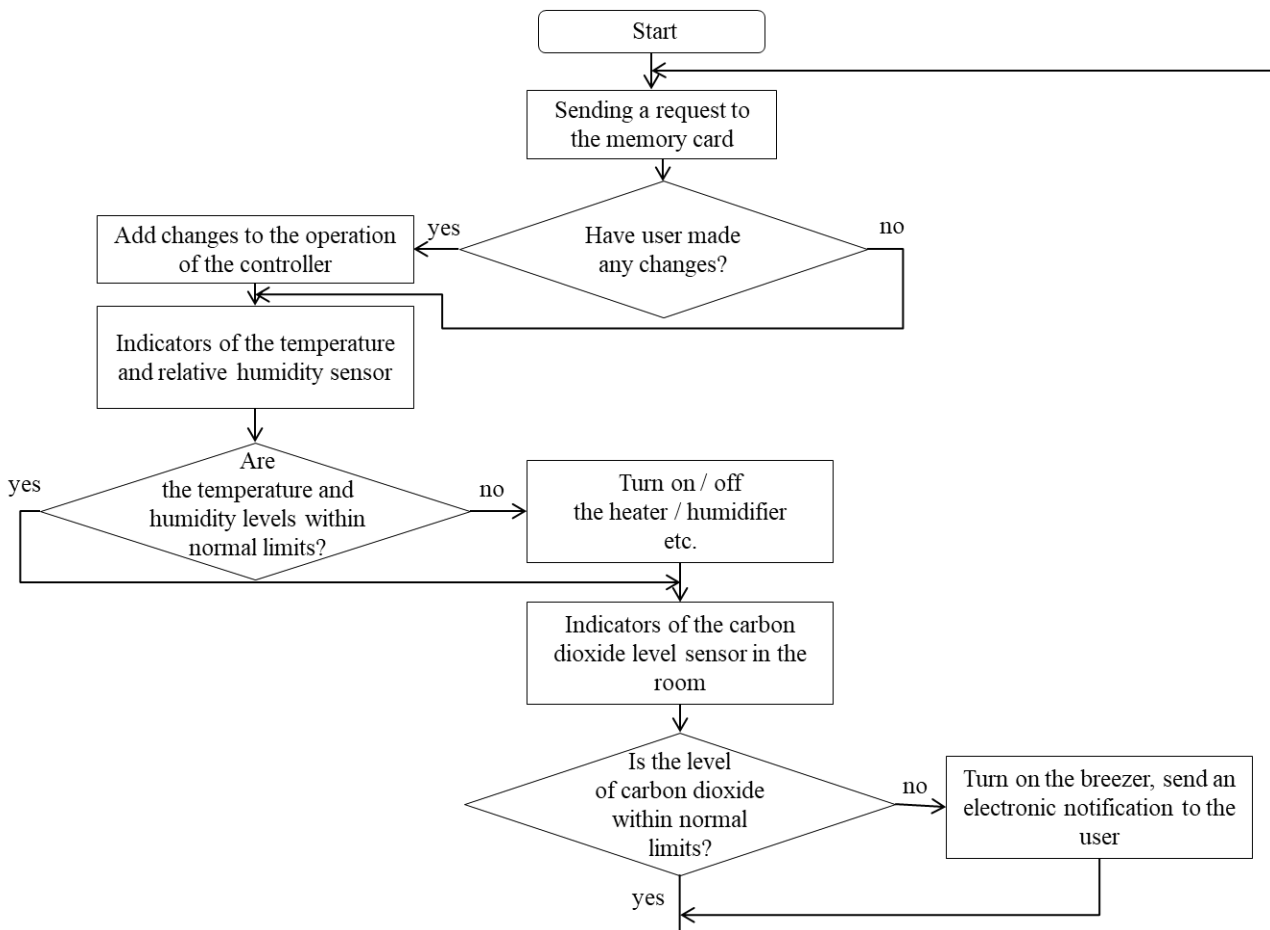 Start
Sending a request to
the memory card
Have user made
any changes?
yes
no
Add changes to the operation
of the controller
Indicators of the temperature
and relative humidity sensor
Are
the temperature and
humidity levels within
normal limits?
yes
no
Turn on / off
the heater / humidifier
etc.
Indicators of the carbon
dioxide level sensor in the
room
Is the level
of carbon dioxide
within normal
limits?
no
Turn on the breezer, send an
electronic notification to the
user
yes